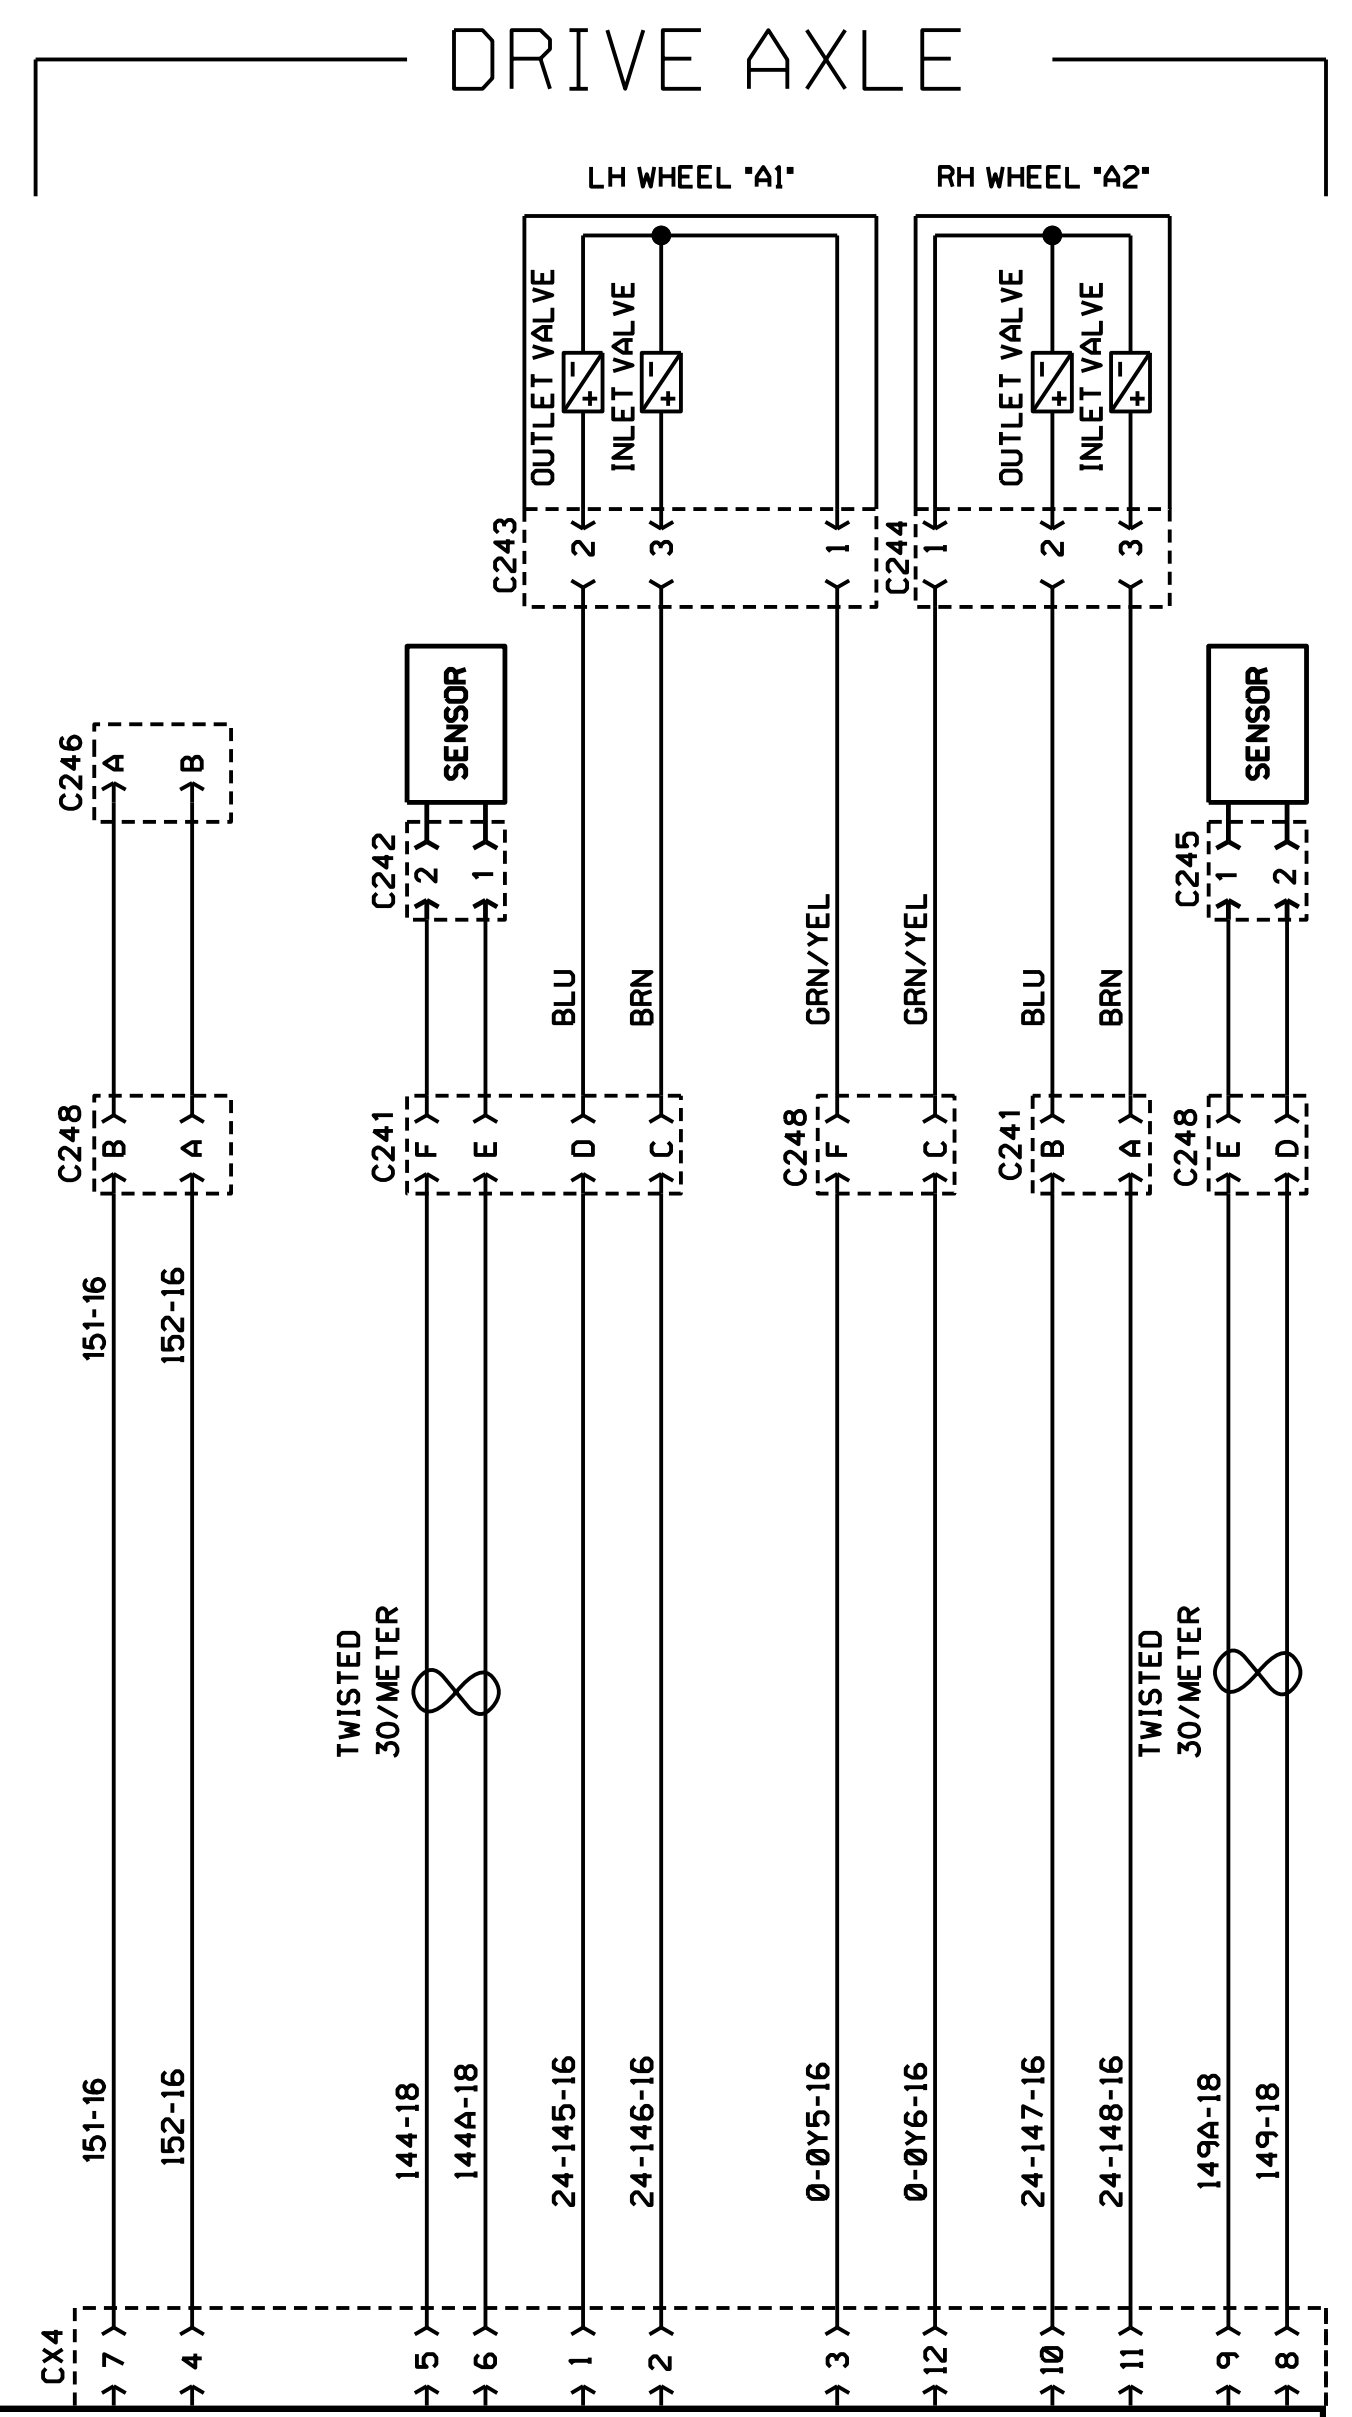 DRIVE AXLE
LH WHEEL "A1"
RH WHEEL "A2"
OUTLET VALVE
INLET VALVE
OUTLET VALVE
INLET VALVE
C243
2
3
1
C244
1
2
3
SENSOR
SENSOR
C246
A
B
C242
2
1
C245
1
2
BLU
BRN
GRN/YEL
GRN/YEL
BLU
BRN
C248
B
A
C241
F
E
D
C
C248
F
C
C241
B
A
C248
E
D
151-16
152-16
TWISTED
30/METER
TWISTED
30/METER
151-16
152-16
144-18
144A-18
24-145-16
24-146-16
0-0Y5-16
0-0Y6-16
24-147-16
24-148-16
149A-18
149-18
CX4
7
4
5
6
1
2
3
12
10
11
9
8